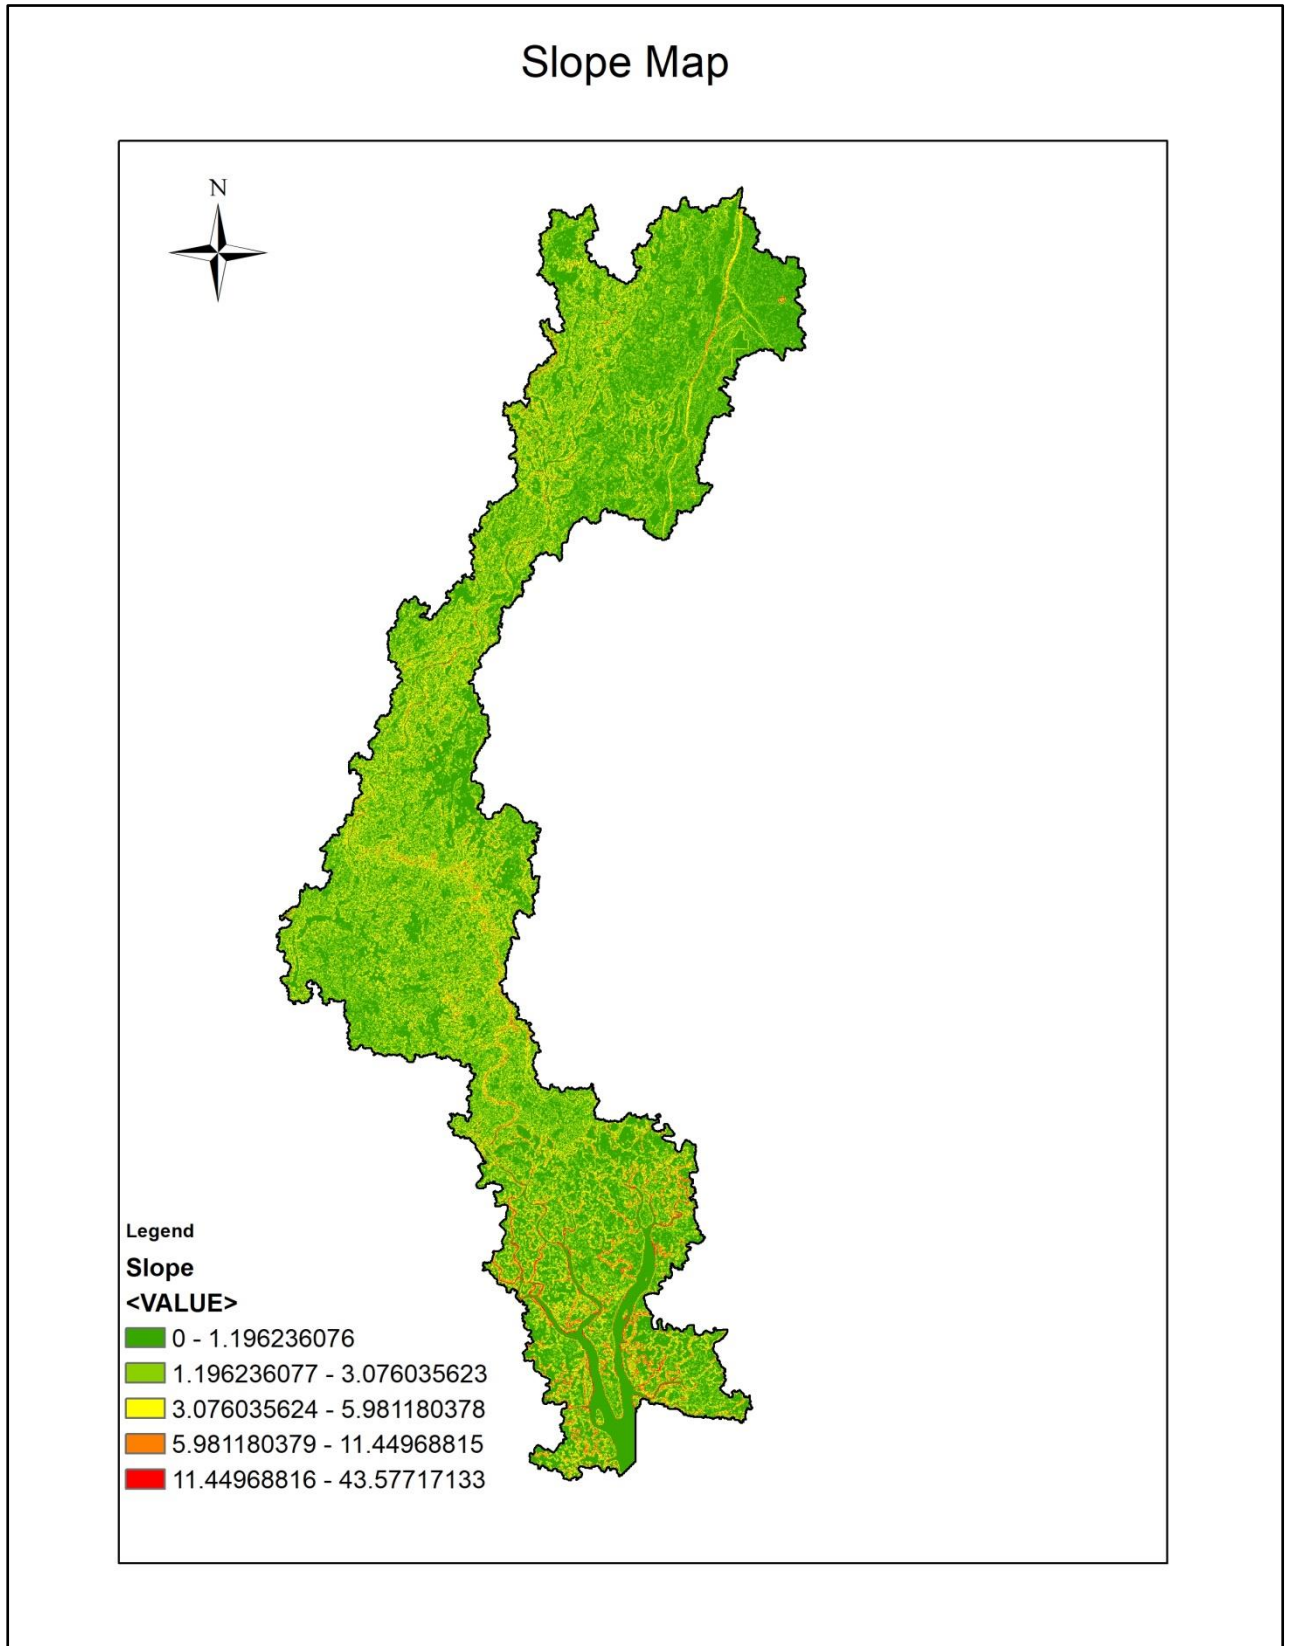 Slope Map
N
Legend
Slope
<VALUE>
0 - 1.196236076
1.196236077 - 3.076035623
3.076035624 - 5.981180378
5.981180379 - 11.44968815
11.44968816 - 43.57717133